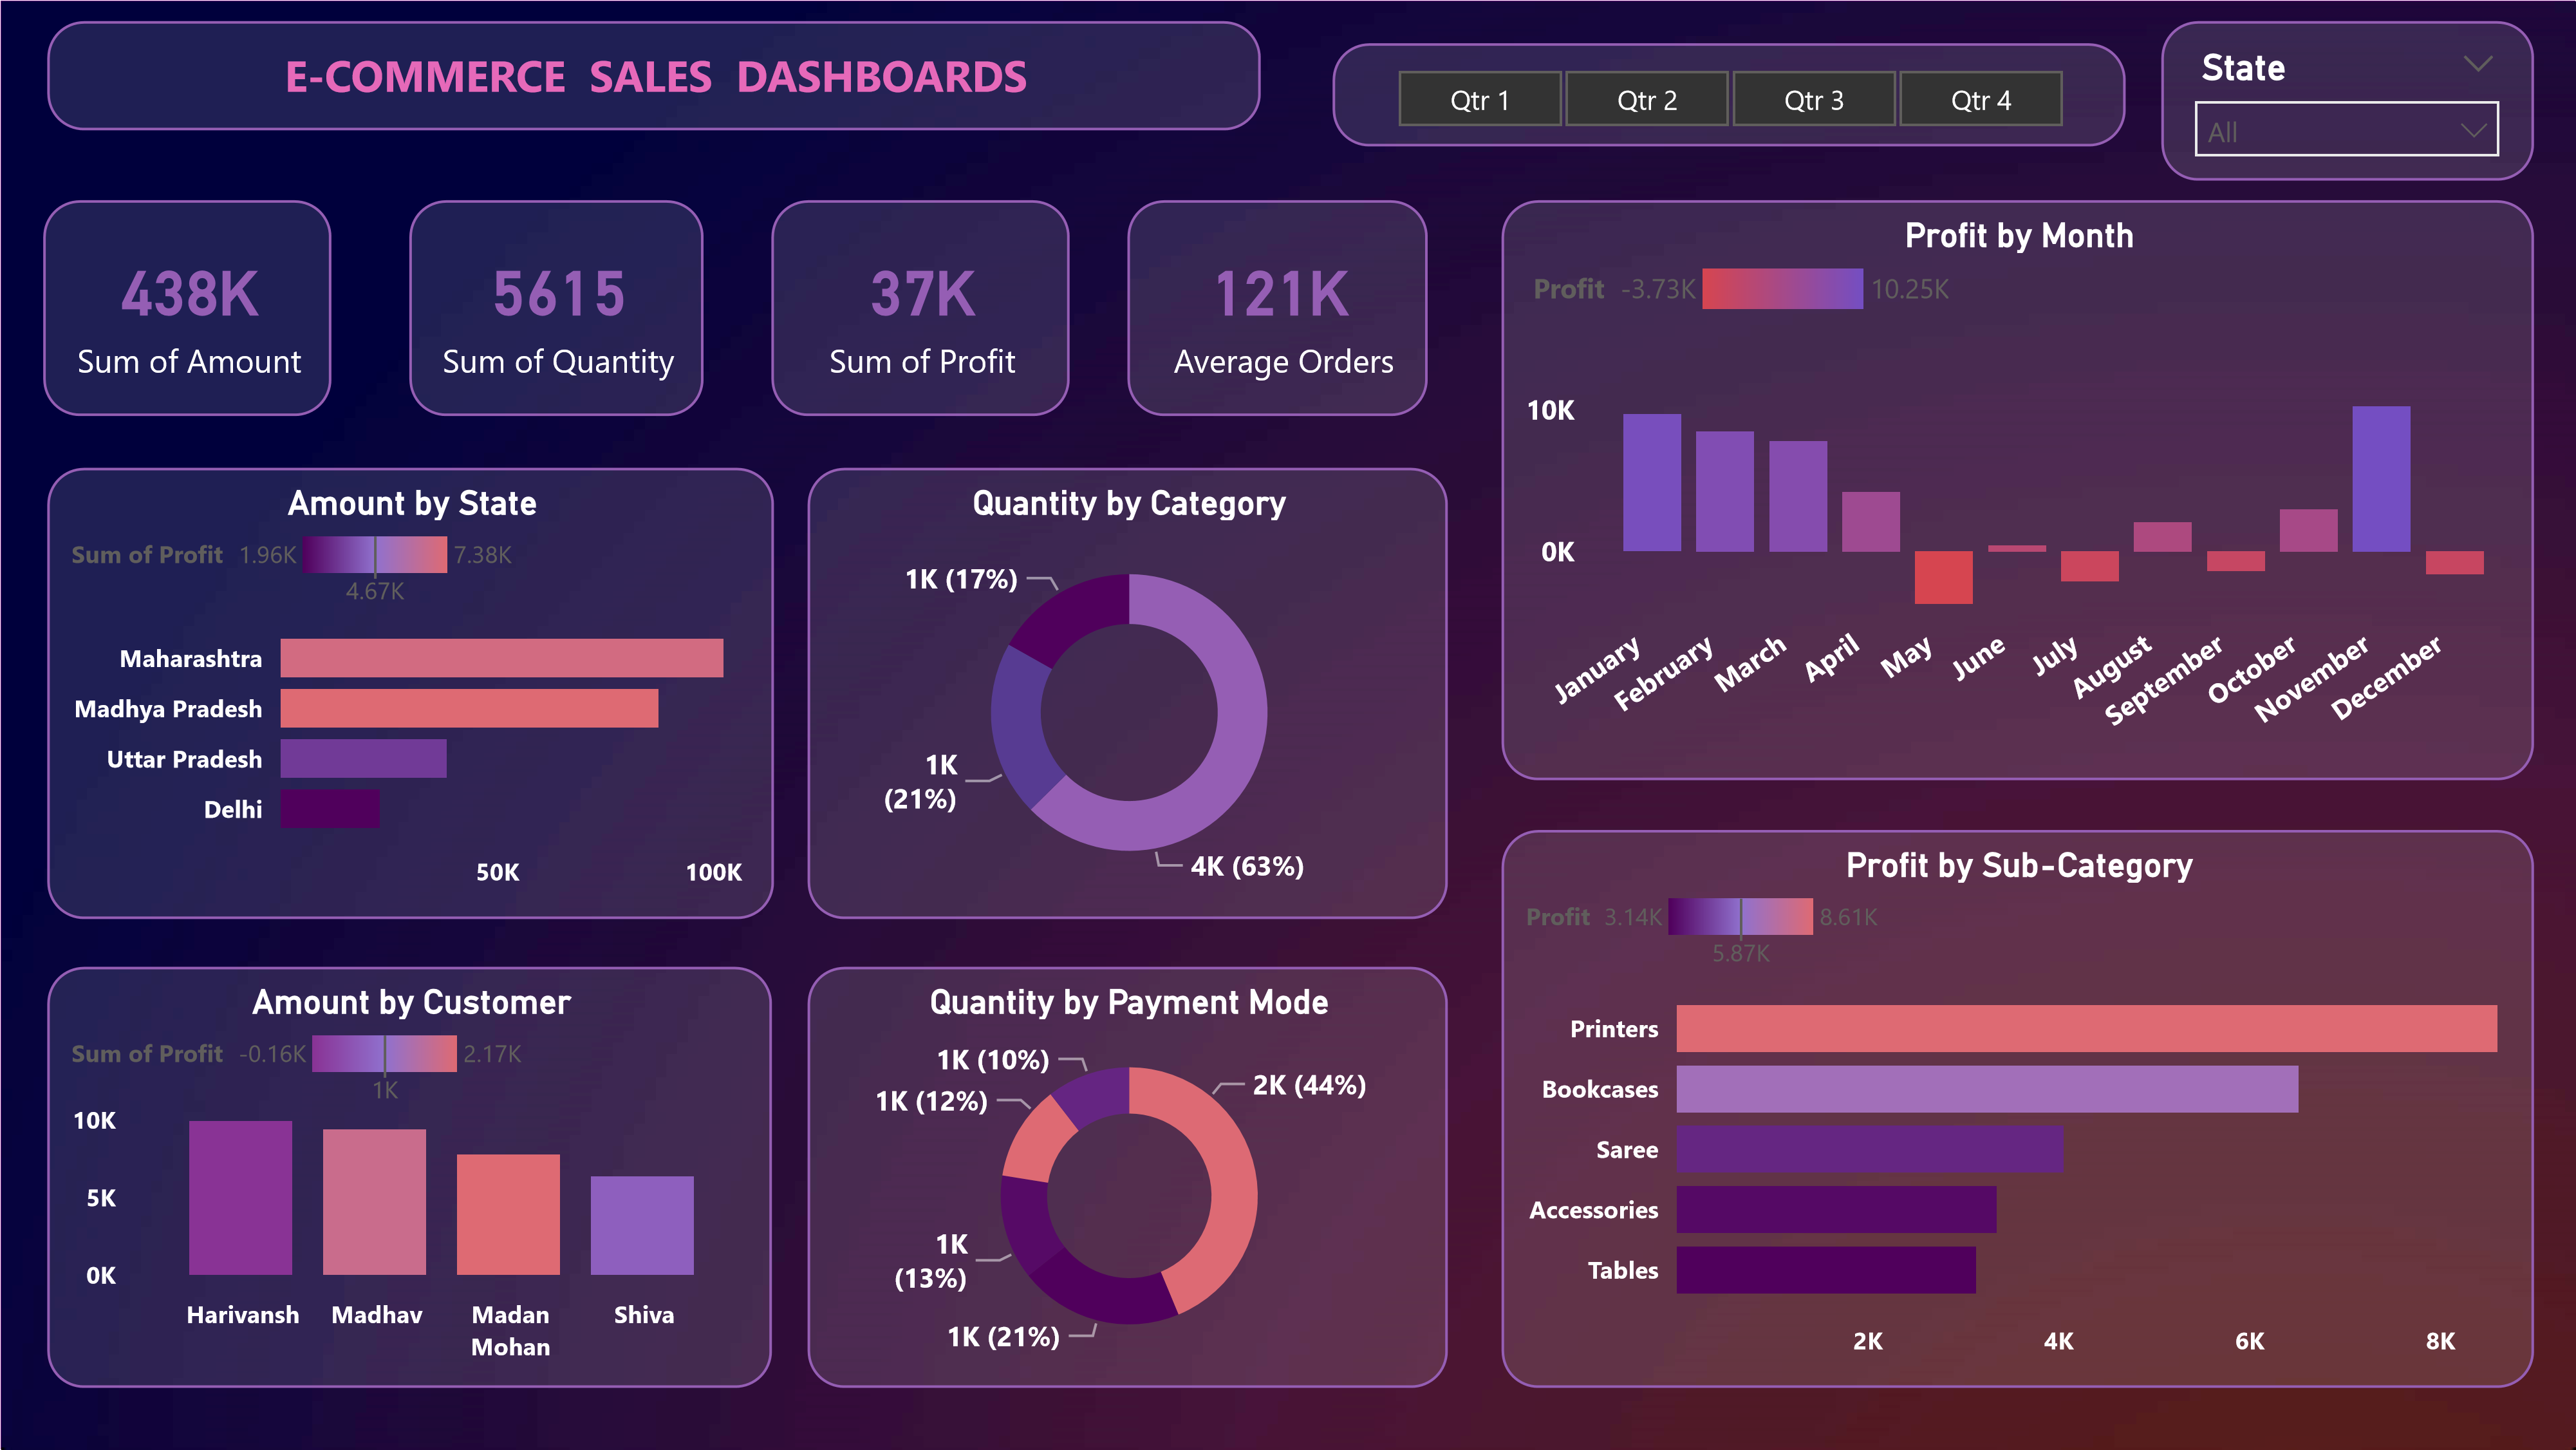 E-COMMERCE SALES DASHBOARDS
Qtr 1
Qtr 2
Qtr 3
Qtr 4
State
All
438K
Sum of Amount
5615
Sum of Quantity
37K
Sum of Profit
121K
Average Orders
Profit by Month
Profit -3.73K 10.25K
10K
0K
January
February
March
April
May
June
July
August
September
October
November
December
Amount by State
Sum of Profit 1.96K 7.38K
4.67K
Maharashtra
Madhya Pradesh
Uttar Pradesh
Delhi
50K 100K
Quantity by Category
1K (17%)
1K
(21%)
4K (63%)
Profit by Sub-Category
Profit 3.14K 8.61K
5.87K
Printers
Bookcases
Saree
Accessories
Tables
2K 4K 6K 8K
Amount by Customer
Sum of Profit -0.16K 2.17K
1K
10K
5K
0K
Harivansh
Madhav
Madan
Mohan
Shiva
Quantity by Payment Mode
1K (10%)
2K (44%)
1K (12%)
1K
(13%)
1K (21%)